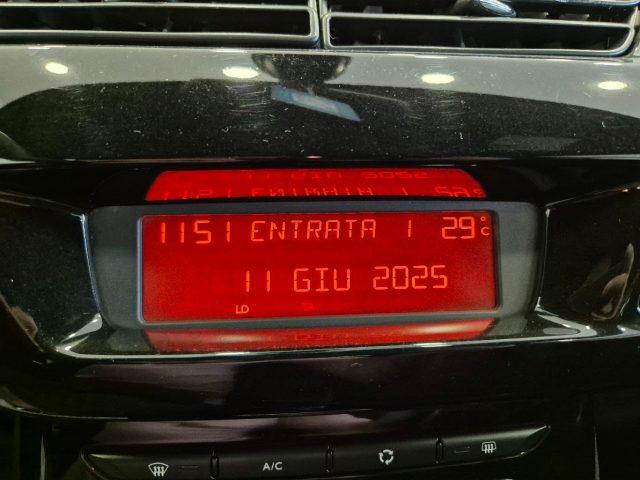 1151 ENTRATA 1 29°C
11 GIU 2025
LD
A/C